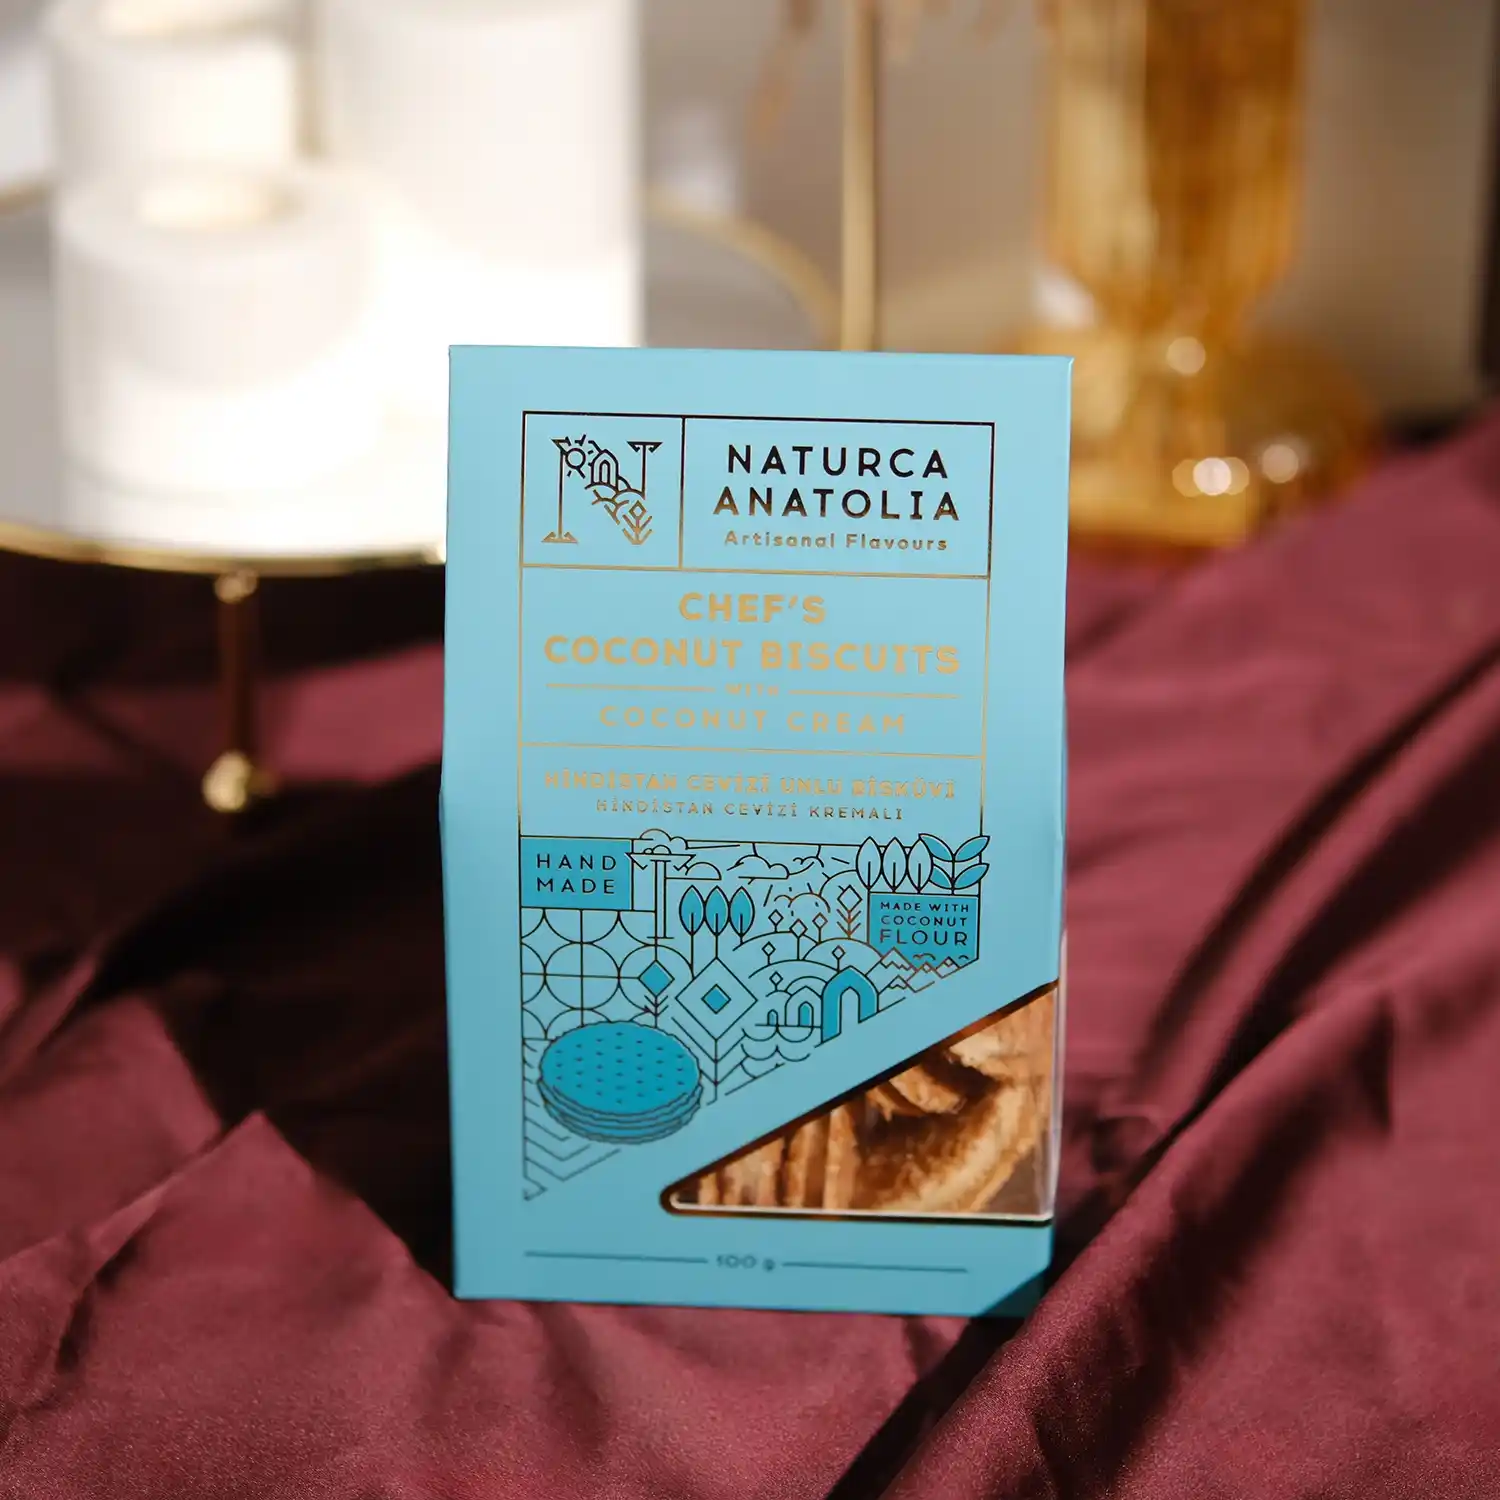 NATURCA
ANATOLIA
Artisanal Flavours
CHEF'S
COCONUT BISCUITS
WITH
COCONUT CREAM
HİNDİSTAN CEVİZİ UNLU BİSKÜVİ
HİNDİSTAN CEVİZİ KREMALI
HAND
MADE
MADE WITH
COCONUT
FLOUR
100 g